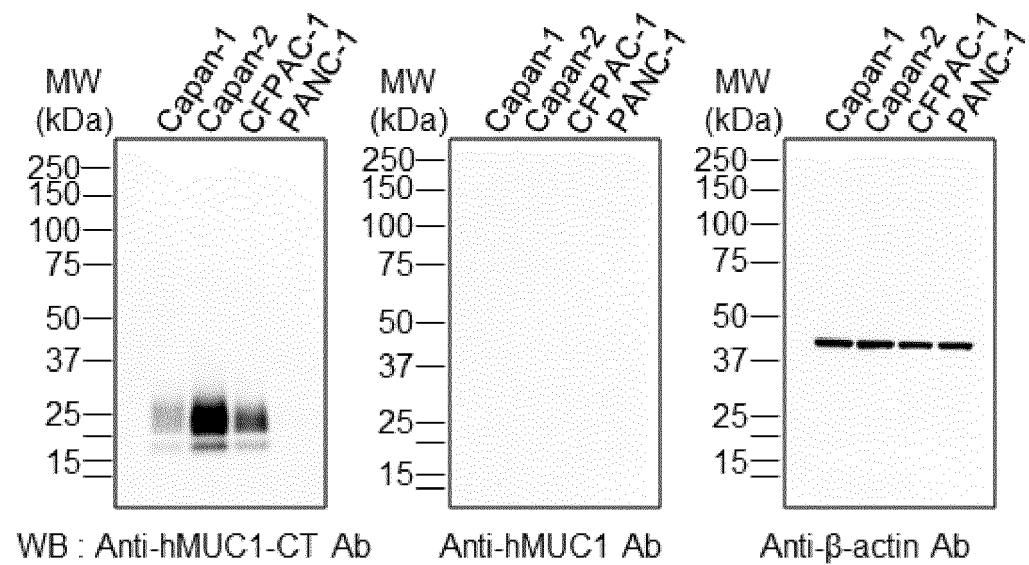 Capan-1 Capan-2 CFPAC-1 PANC-1
MW
(kDa)
250
150
100
75
50
37
25
15
WB : Anti-hMUC1-CT Ab
Capan-1 Capan-2 CFPAC-1 PANC-1
MW
(kDa)
250
150
100
75
50
37
25
15
Anti-hMUC1 Ab
Capan-1 Capan-2 CFPAC-1 PANC-1
MW
(kDa)
250
150
100
75
50
37
25
15
Anti-β-actin Ab